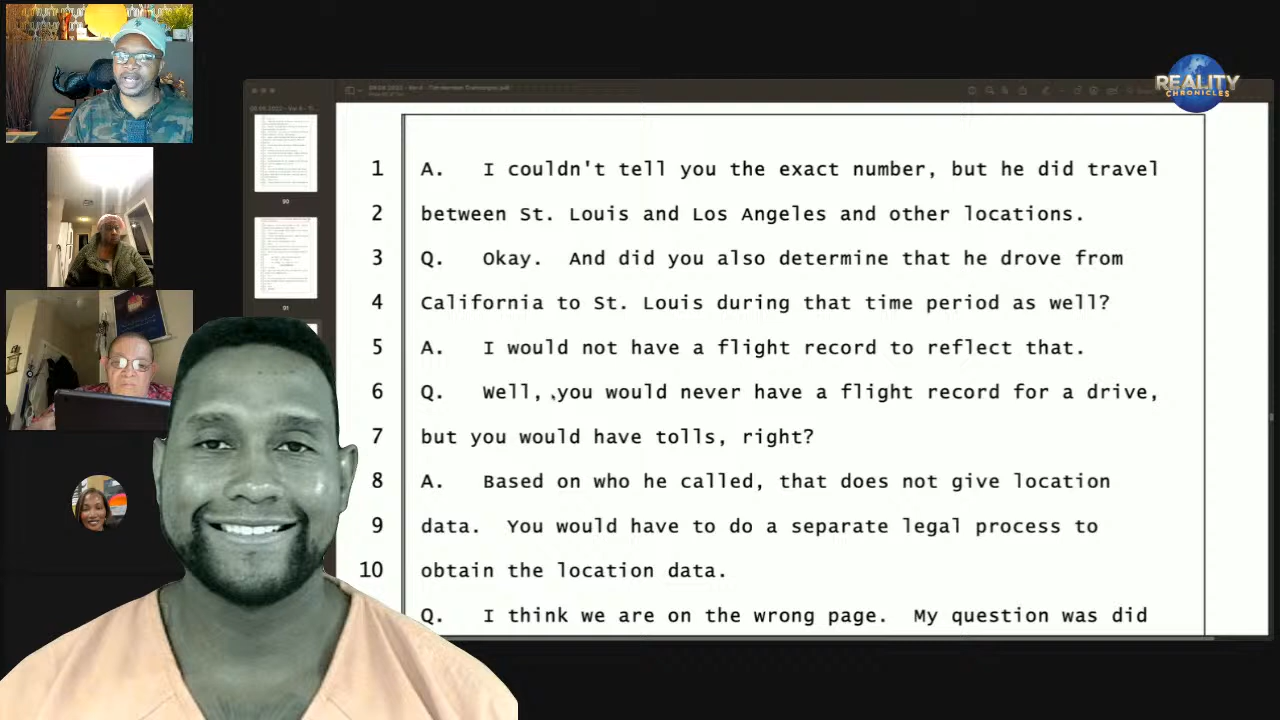 REALITY
CHRONICLES
90
91
1 A. I couldn't tell you the exact number, but he did travel
2 between St. Louis and Los Angeles and other locations.
3 Q. Okay. And did you also determine that he drove from
4 California to St. Louis during that time period as well?
5 A. I would not have a flight record to reflect that.
6 Q. Well, you would never have a flight record for a drive,
7 but you would have tolls, right?
8 A. Based on who he called, that does not give location
9 data. You would have to do a separate legal process to
10 obtain the location data.
Q. I think we are on the wrong page. My question was did